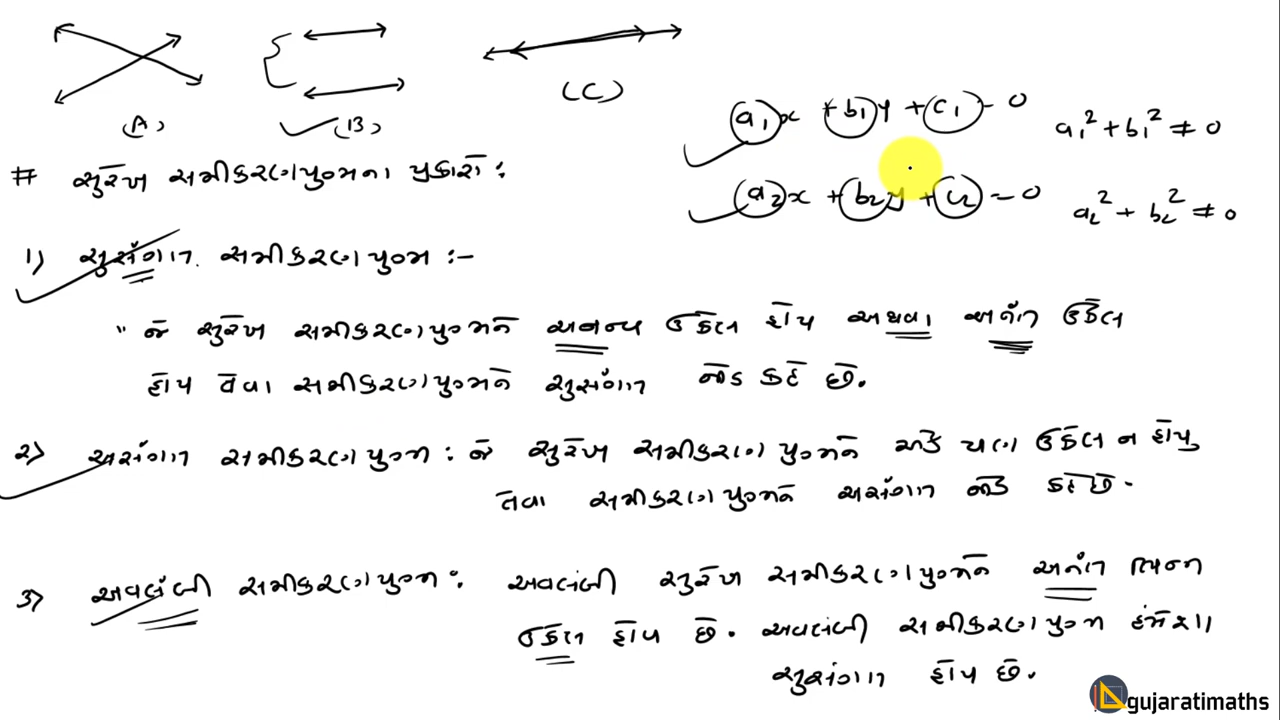 (A)
(B)
(C)
a₁x + b₁y + c₁ = 0
a₁² + b₁² ≠ 0
a₂x + b₂y + c₂ = 0
a₂² + b₂² ≠ 0
# સુરેખ સમીકરણયુગ્મના પ્રકારો :
૧) સુસંગત સમીકરણયુગ્મ :-
" જે સુરેખ સમીકરણયુગ્મને અનન્ય ઉકેલ હોય અથવા અનંત ઉકેલ
હોય તેવા સમીકરણયુગ્મને સુસંગત યુગ્મ કહે છે.
૨) અસંગત સમીકરણયુગ્મ : જે સુરેખ સમીકરણયુગ્મને એક પણ ઉકેલ ન હોય
તેવા સમીકરણયુગ્મને અસંગત કહે છે.
૩) અવલંબી સમીકરણયુગ્મ : અવલંબી સુરેખ સમીકરણયુગ્મને અનંત ભિન્ન
ઉકેલ હોય છે. અવલંબી સમીકરણયુગ્મ હંમેશા
સુસંગત હોય છે.
gujaratimaths